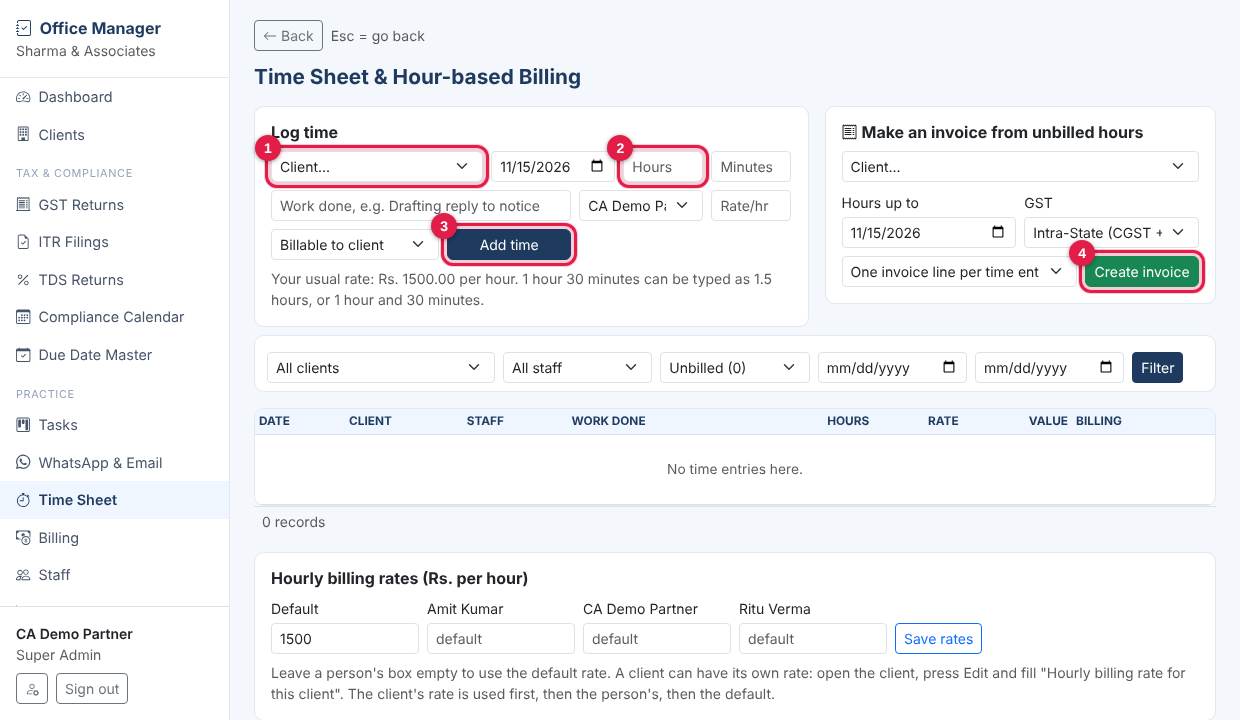 Office Manager
Sharma & Associates
Dashboard
Clients
TAX & COMPLIANCE
GST Returns
ITR Filings
TDS Returns
Compliance Calendar
Due Date Master
PRACTICE
Tasks
WhatsApp & Email
Time Sheet
Billing
Staff
CA Demo Partner
Super Admin
Sign out
← Back Esc = go back
Time Sheet & Hour-based Billing
Log time
1 2
Client... 11/15/2026 Hours Minutes
Work done, e.g. Drafting reply to notice CA Demo Pa Rate/hr
3
Billable to client Add time
Your usual rate: Rs. 1500.00 per hour. 1 hour 30 minutes can be typed as 1.5
hours, or 1 hour and 30 minutes.
Make an invoice from unbilled hours
Client...
Hours up to GST
11/15/2026 Intra-State (CGST +
4
One invoice line per time ent Create invoice
All clients All staff Unbilled (0) mm/dd/yyyy mm/dd/yyyy Filter
DATE CLIENT STAFF WORK DONE HOURS RATE VALUE BILLING
No time entries here.
0 records
Hourly billing rates (Rs. per hour)
Default Amit Kumar CA Demo Partner Ritu Verma
1500 default default default Save rates
Leave a person's box empty to use the default rate. A client can have its own rate: open the client, press Edit and fill "Hourly billing rate for
this client". The client's rate is used first, then the person's, then the default.